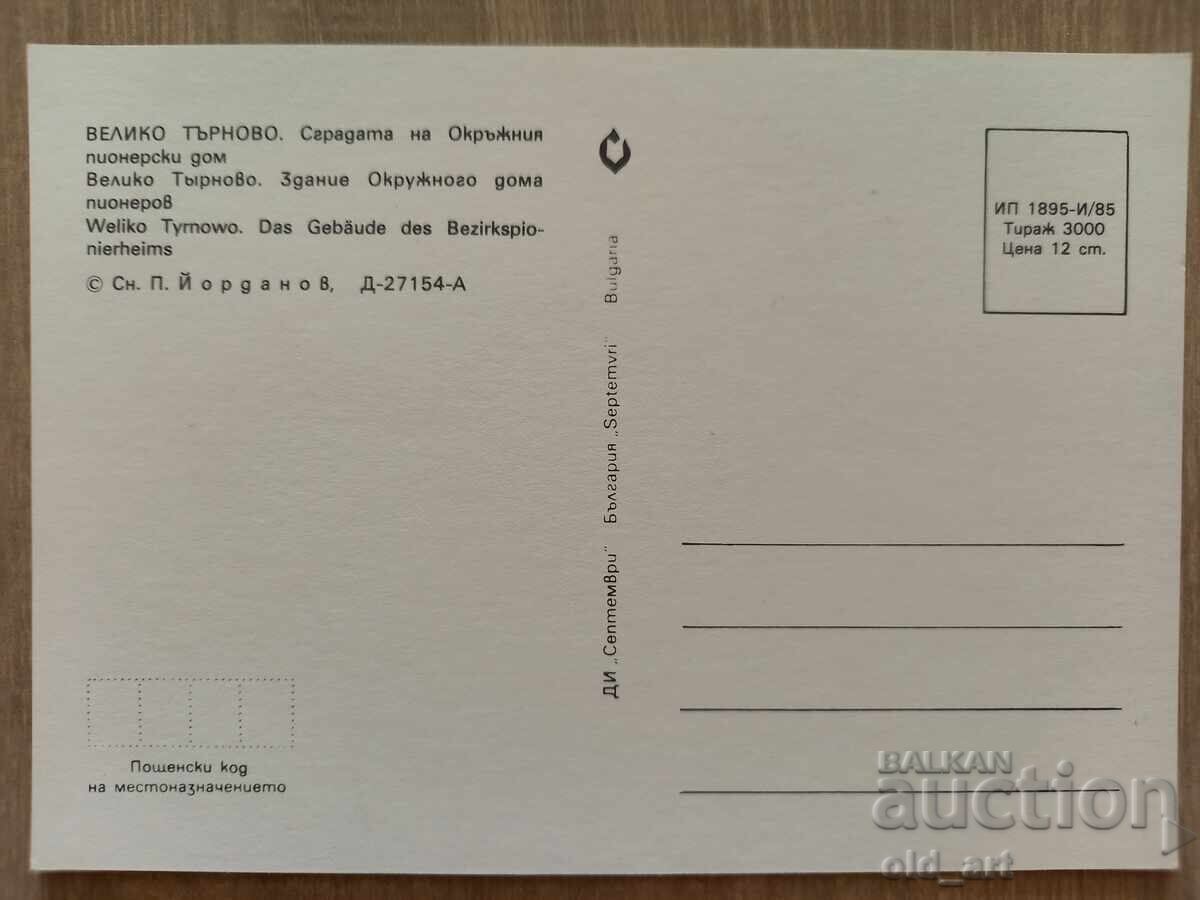 ВЕЛИКО ТЪРНОВО. Сградата на Окръжния
пионерски дом
Велико Тырново. Здание Окружного дома
пионеров
Weliko Tyrnowo. Das Gebäude des Bezirkspio-
nierheims
© Сн. П. Йорданов, Д-27154-А
ДИ „Септември" България „Septemvri" Bulgaria
ИП 1895-И/85
Тираж 3000
Цена 12 ст.
Пощенски код
на местоназначението
BALKAN
auction
old_art